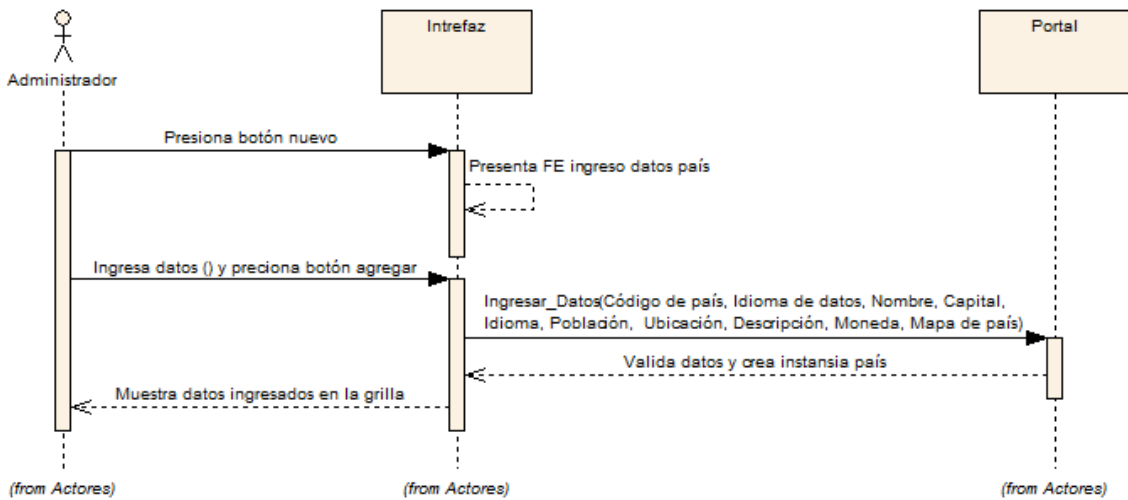 Intrefaz
Portal
Administrador
Presiona botón nuevo
Presenta FE ingreso datos país
Ingresa datos () y preciona botón agregar
Ingresar_Datos(Código de país, Idioma de datos, Nombre, Capital,
Idioma, Población, Ubicación, Descripción, Moneda, Mapa de país)
Valida datos y crea instansia país
Muestra datos ingresados en la grilla
(from Actores)
(from Actores)
(from Actores)